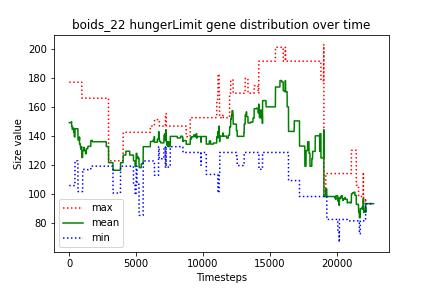 boids_22 hungerLimit gene distribution over time
Size value
200
180
160
140
120
100
80
max
mean
min
0
5000
10000
15000
20000
Timesteps